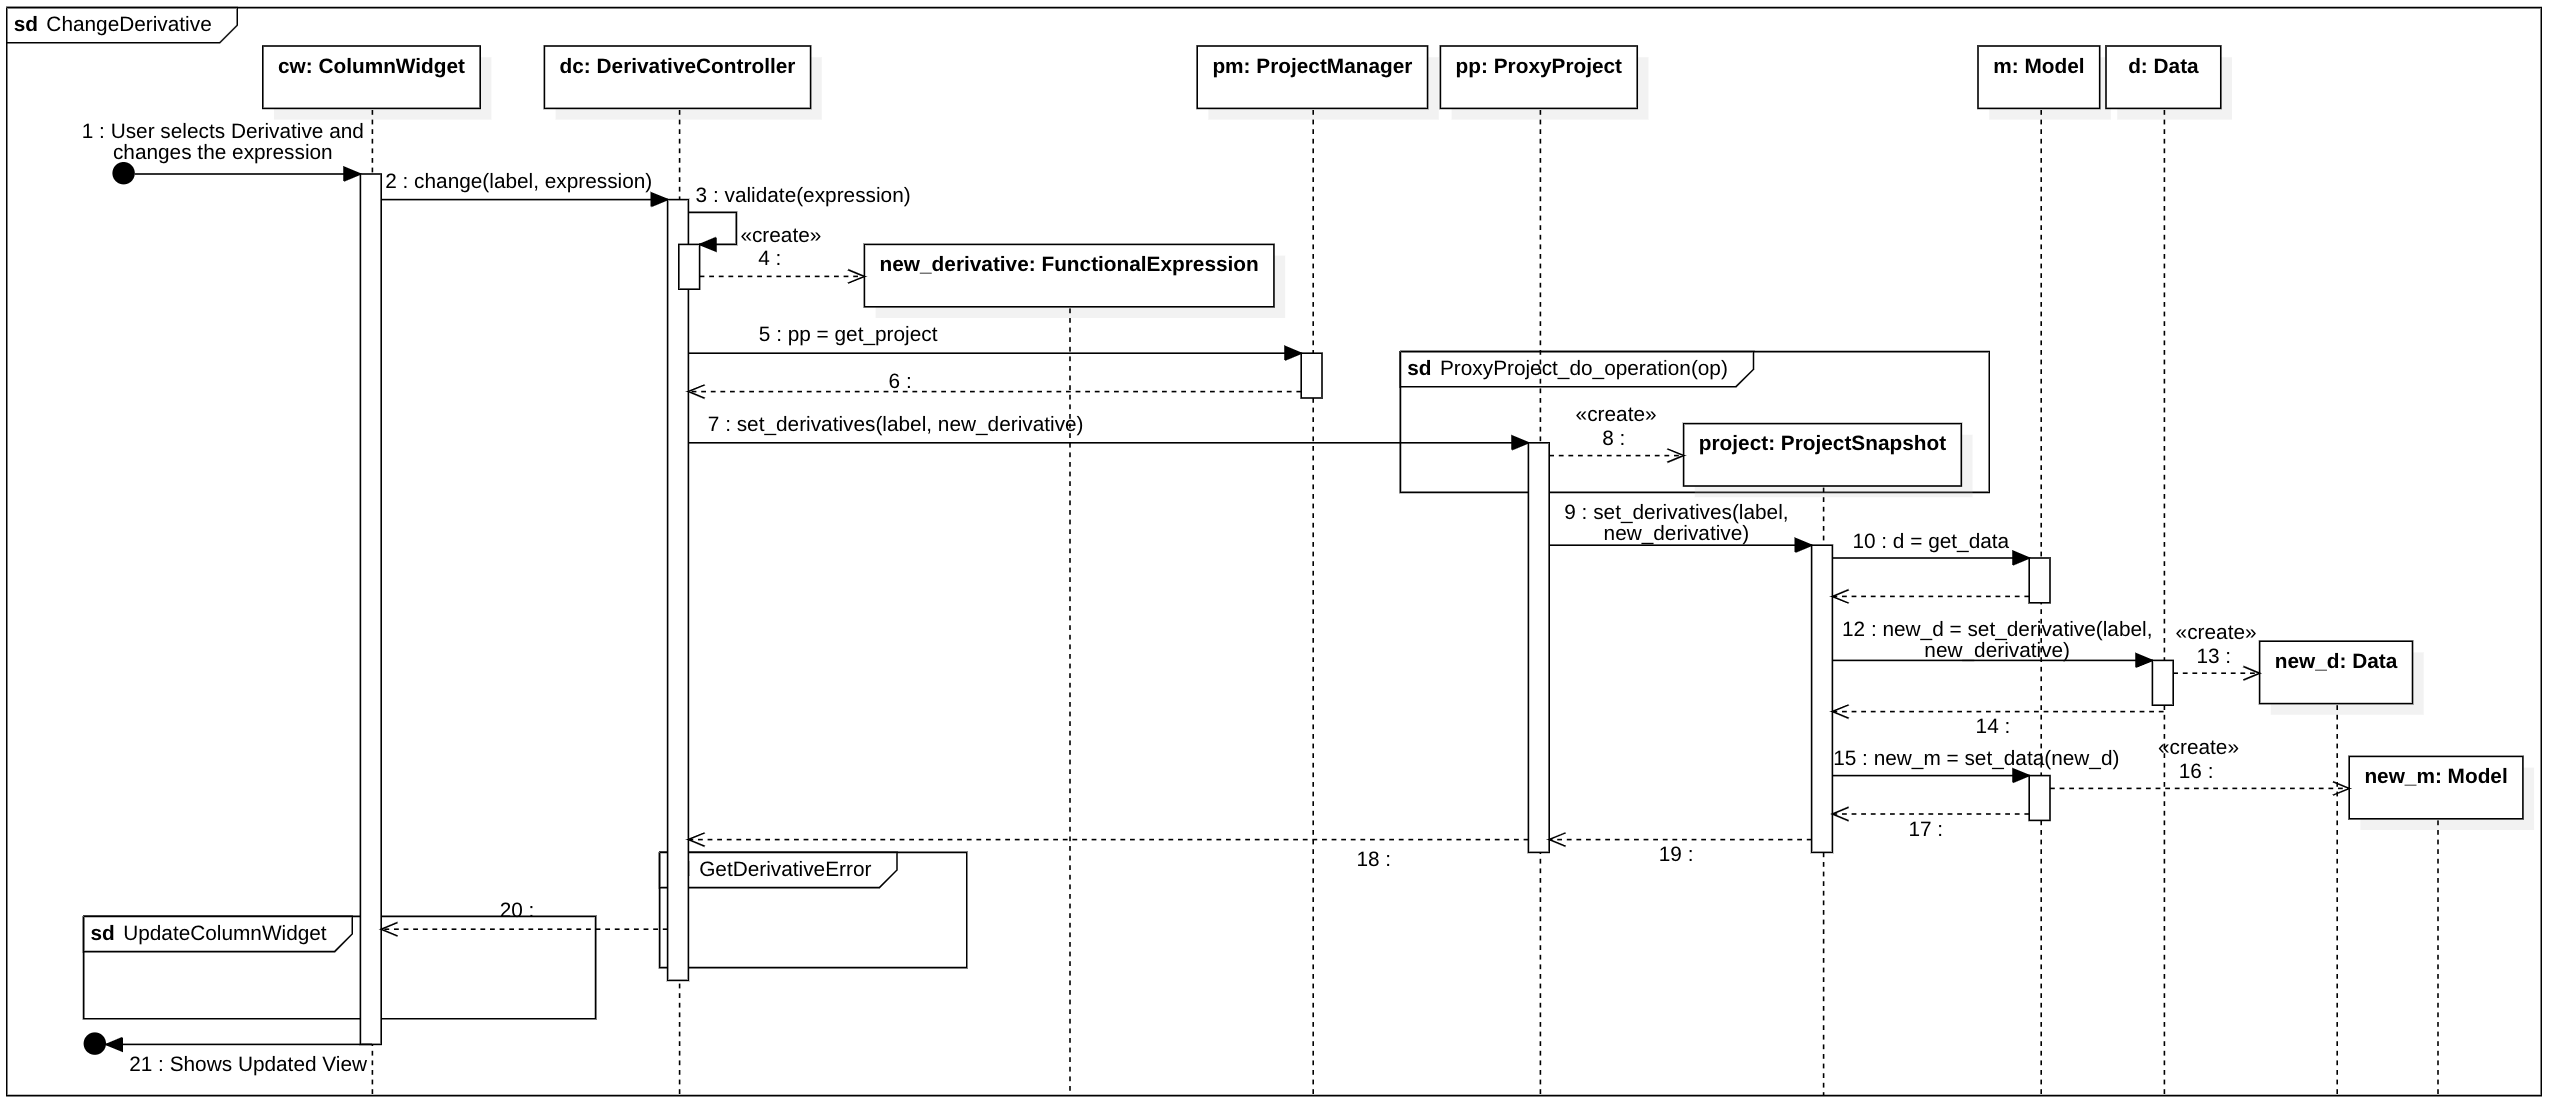 sd ChangeDerivative
cw: ColumnWidget
dc: DerivativeController
pm: ProjectManager
pp: ProxyProject
m: Model
d: Data
1 : User selects Derivative and
changes the expression
2 : change(label, expression)
3 : validate(expression)
«create»
4 :
new_derivative: FunctionalExpression
5 : pp = get_project
sd ProxyProject_do_operation(op)
6 :
7 : set_derivatives(label, new_derivative)
«create»
8 :
project: ProjectSnapshot
9 : set_derivatives(label,
new_derivative)
10 : d = get_data
12 : new_d = set_derivative(label,
new_derivative)
«create»
13 :
new_d: Data
14 :
15 : new_m = set_data(new_d)
«create»
16 :
new_m: Model
17 :
18 :
19 :
GetDerivativeError
20 :
sd UpdateColumnWidget
21 : Shows Updated View